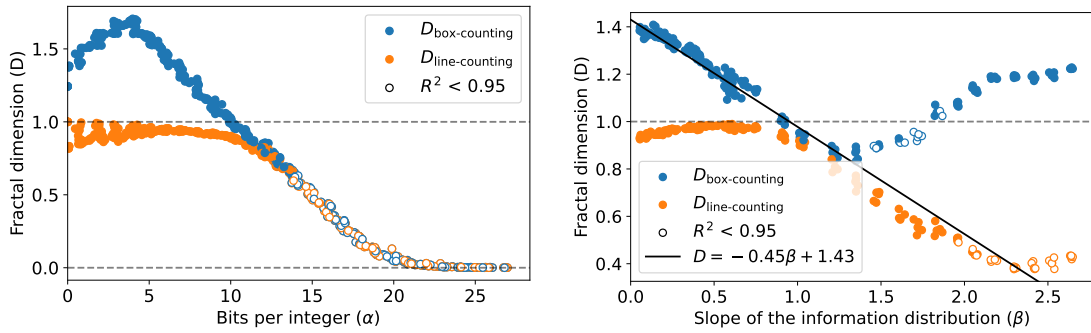 Fractal dimension (D)
1.5
1.0
0.5
0.0
0
5
10
15
20
25
Bits per integer (α)
D_box-counting
D_line-counting
R² < 0.95
Fractal dimension (D)
1.4
1.2
1.0
0.8
0.6
0.4
0.0
0.5
1.0
1.5
2.0
2.5
Slope of the information distribution (β)
D_box-counting
D_line-counting
R² < 0.95
D = −0.45β + 1.43